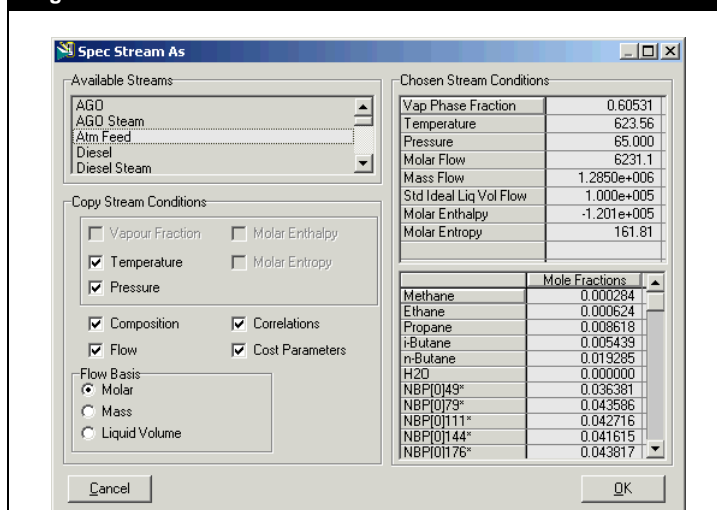 Spec Stream As
Available Streams
AGO
AGO Steam
Atm Feed
Diesel
Diesel Steam
Copy Stream Conditions
Vapour Fraction Molar Enthalpy
Temperature Molar Entropy
Pressure
Composition Correlations
Flow Cost Parameters
Flow Basis
Molar
Mass
Liquid Volume
Chosen Stream Conditions
Vap Phase Fraction 0.60531
Temperature 623.56
Pressure 65.000
Molar Flow 6231.1
Mass Flow 1.2850e+006
Std Ideal Liq Vol Flow 1.000e+005
Molar Enthalpy -1.201e+005
Molar Entropy 161.81
Mole Fractions
Methane 0.000284
Ethane 0.000624
Propane 0.008618
i-Butane 0.005439
n-Butane 0.019285
H2O 0.000000
NBP[0]49* 0.036381
NBP[0]79* 0.043586
NBP[0]111* 0.042716
NBP[0]144* 0.041615
NBP[0]176* 0.043817
Cancel OK